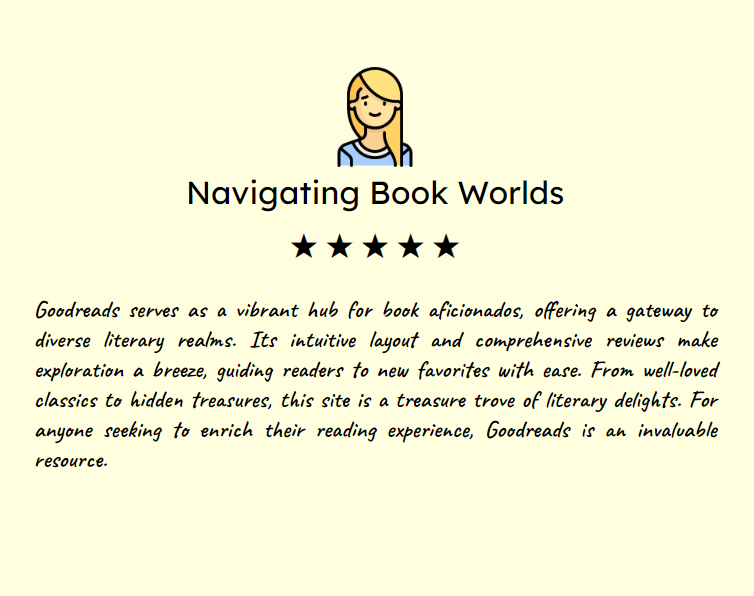 Navigating Book Worlds
★ ★ ★ ★ ★
Goodreads serves as a vibrant hub for book aficionados, offering a gateway to
diverse literary realms. Its intuitive layout and comprehensive reviews make
exploration a breeze, guiding readers to new favorites with ease. From well-loved
classics to hidden treasures, this site is a treasure trove of literary delights. For
anyone seeking to enrich their reading experience, Goodreads is an invaluable
resource.